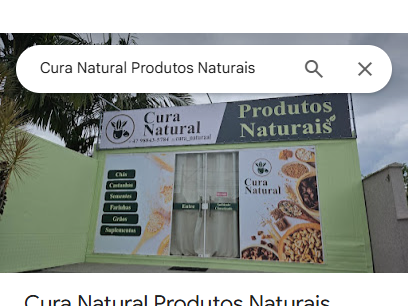 Cura Natural Produtos Naturais
Cura
Natural
Produtos
Naturais
Chás
Castanhas
Sementes
Farinhas
Grãos
Suplementos
Entre
Cura
Natural
Cura Natural Produtos Naturais